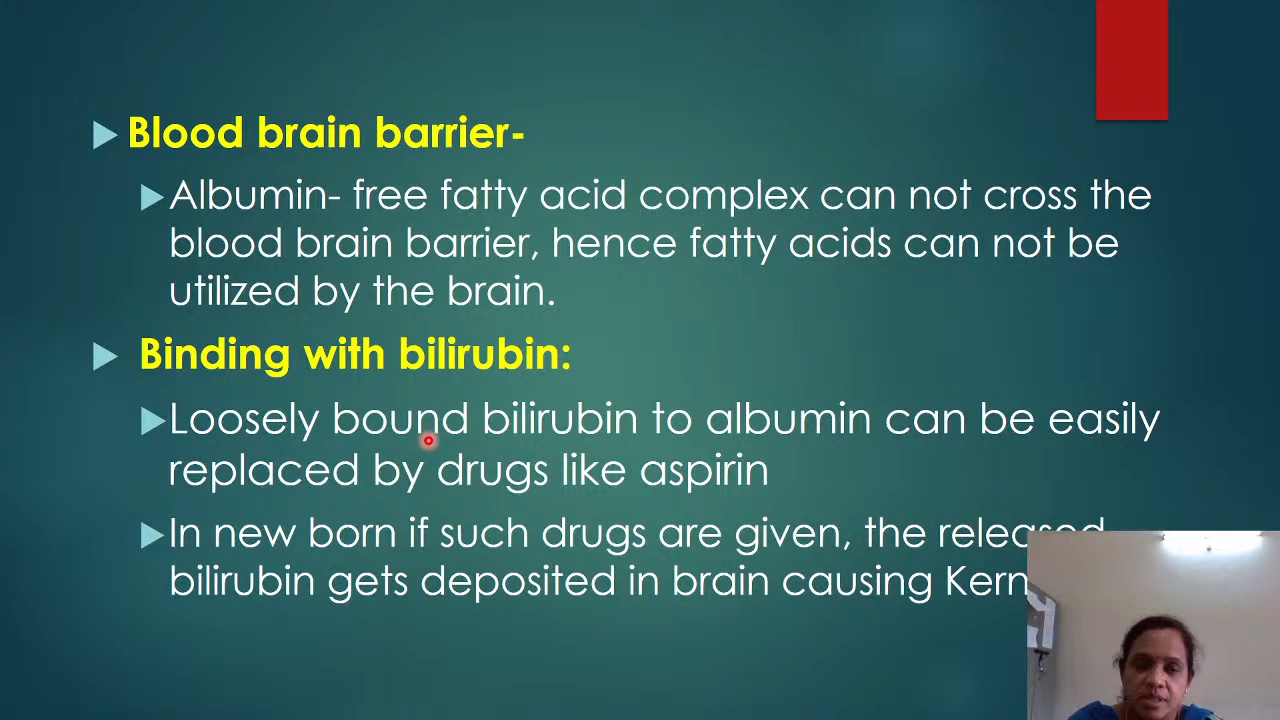 Blood brain barrier-
Albumin- free fatty acid complex can not cross the
blood brain barrier, hence fatty acids can not be
utilized by the brain.
Binding with bilirubin:
Loosely bound bilirubin to albumin can be easily
replaced by drugs like aspirin
In new born if such drugs are given, the released
bilirubin gets deposited in brain causing